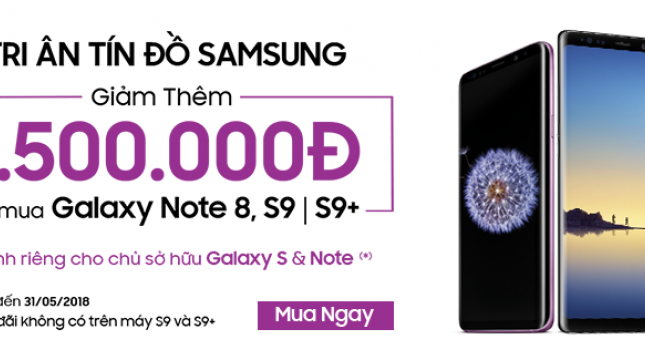 TRI ÂN TÍN ĐỒ SAMSUNG
Giảm Thêm
.500.000Đ
mua Galaxy Note 8, S9 | S9+
nh riêng cho chủ sở hữu Galaxy S & Note (*)
đến 31/05/2018
đãi không có trên máy S9 và S9+
Mua Ngay